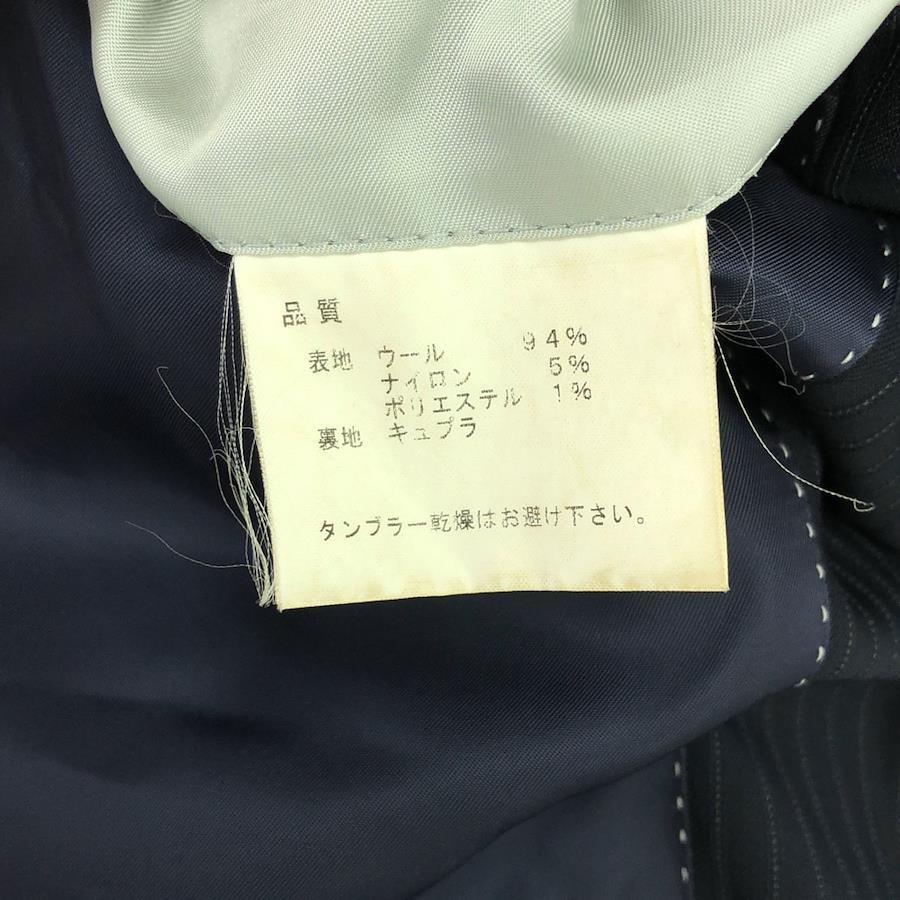 品質
表地 ウール 94%
ナイロン 5%
ポリエステル 1%
裏地 キュプラ
タンブラー乾燥はお避け下さい。